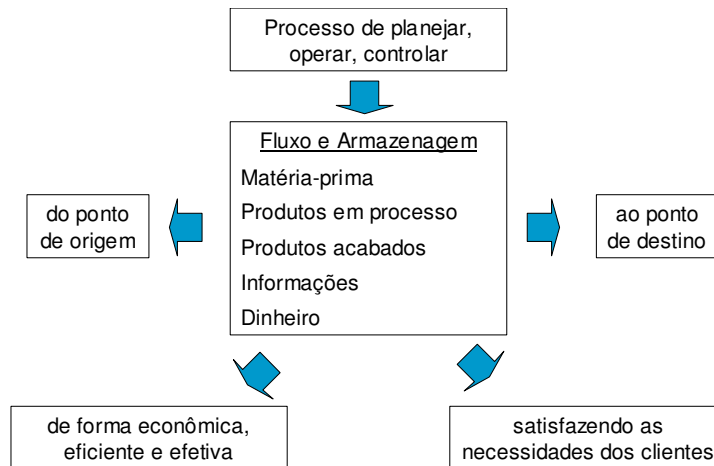 Processo de planejar,
operar, controlar
Fluxo e Armazenagem
Matéria-prima
Produtos em processo
Produtos acabados
Informações
Dinheiro
do ponto
de origem
ao ponto
de destino
de forma econômica,
eficiente e efetiva
satisfazendo as
necessidades dos clientes